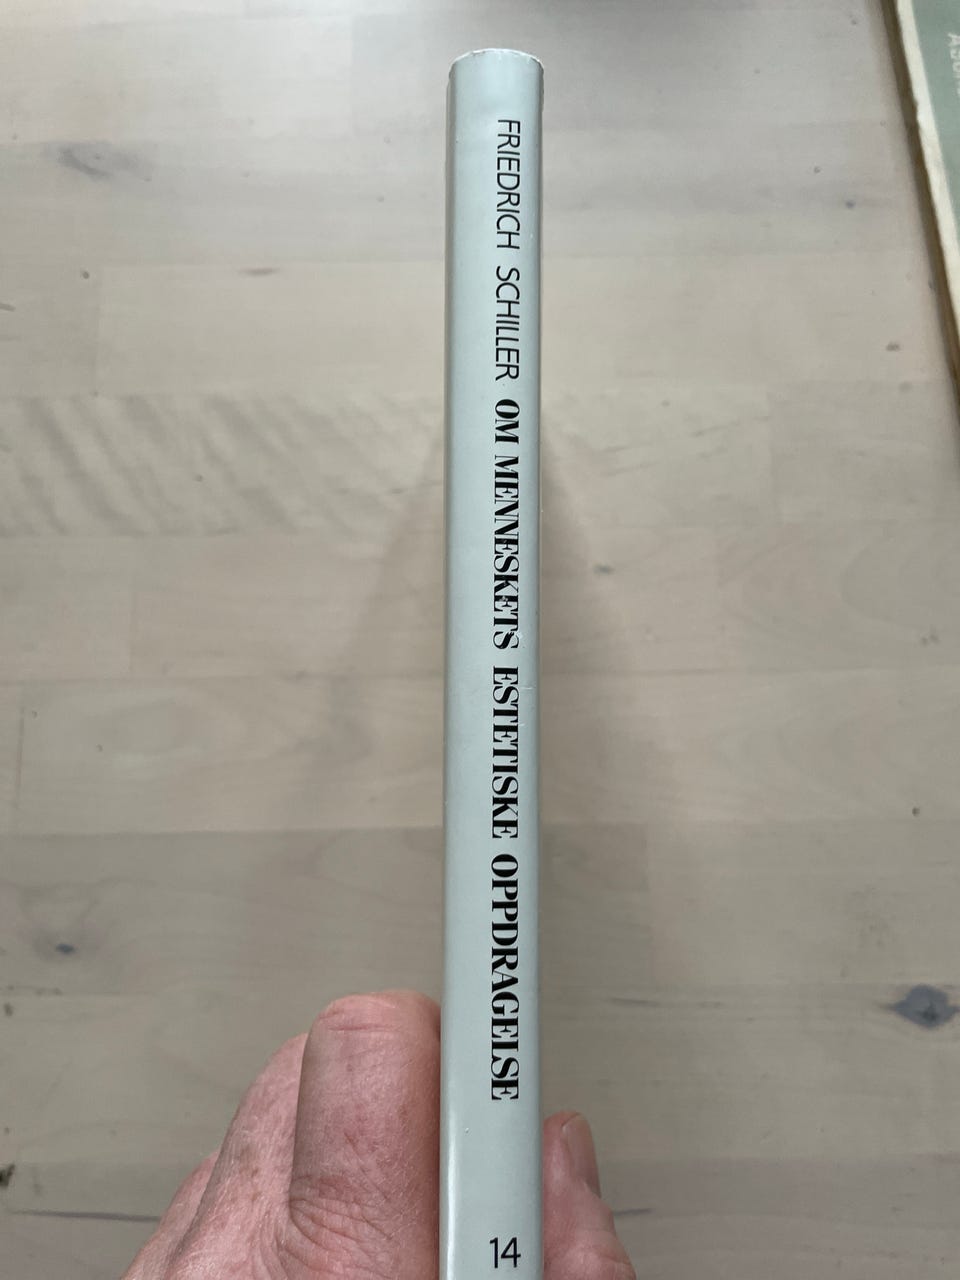 FRIEDRICH SCHILLER OM MENNESKETS ESTETISKE OPPDRAGELSE
14